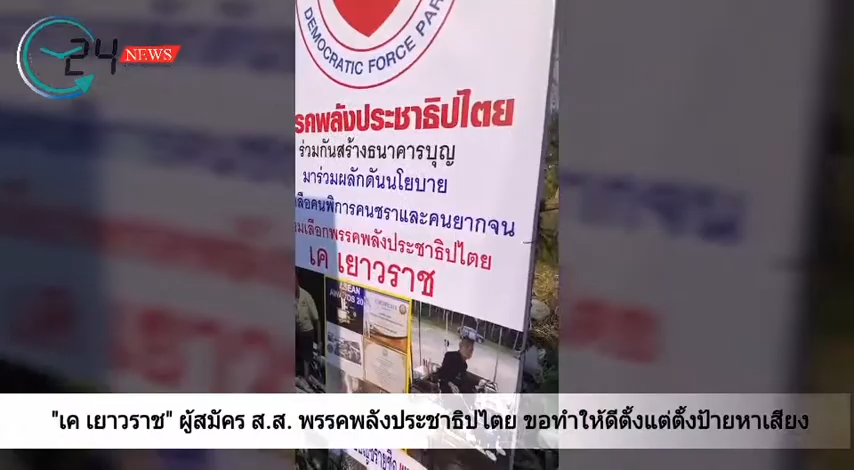 24 NEWS
DEMOCRATIC FORCE PAR
รคพลังประชาธิปไตย
ร่วมกันสร้างธนาคารบุญ
มาร่วมผลักดันนโยบาย
ลือคนพิการคนชราและคนยากจน
มเลือกพรรคพลังประชาธิปไตย
เค เยาวราช
"เค เยาวราช" ผู้สมัคร ส.ส. พรรคพลังประชาธิปไตย ขอทำให้ดีตั้งแต่ตั้งป้ายหาเสียง